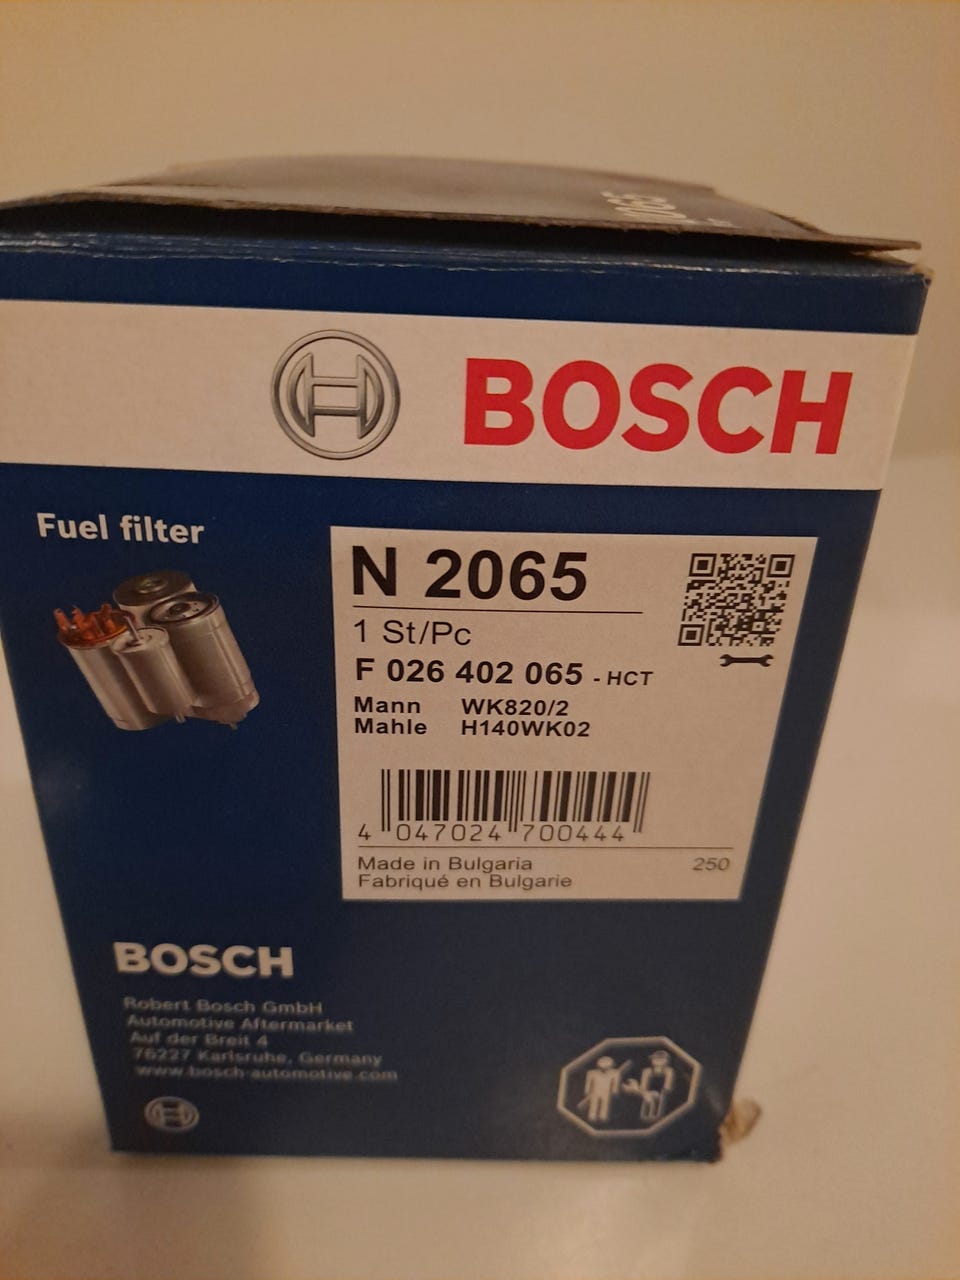 2065
BOSCH
Fuel filter
N 2065
1 St/Pc
F 026 402 065 - HCT
Mann WK820/2
Mahle H140WK02
4 047024 700444
Made in Bulgaria 250
Fabriqué en Bulgarie
BOSCH
Robert Bosch GmbH
Automotive Aftermarket
Auf der Breit 4
76227 Karlsruhe, Germany
www.bosch-automotive.com